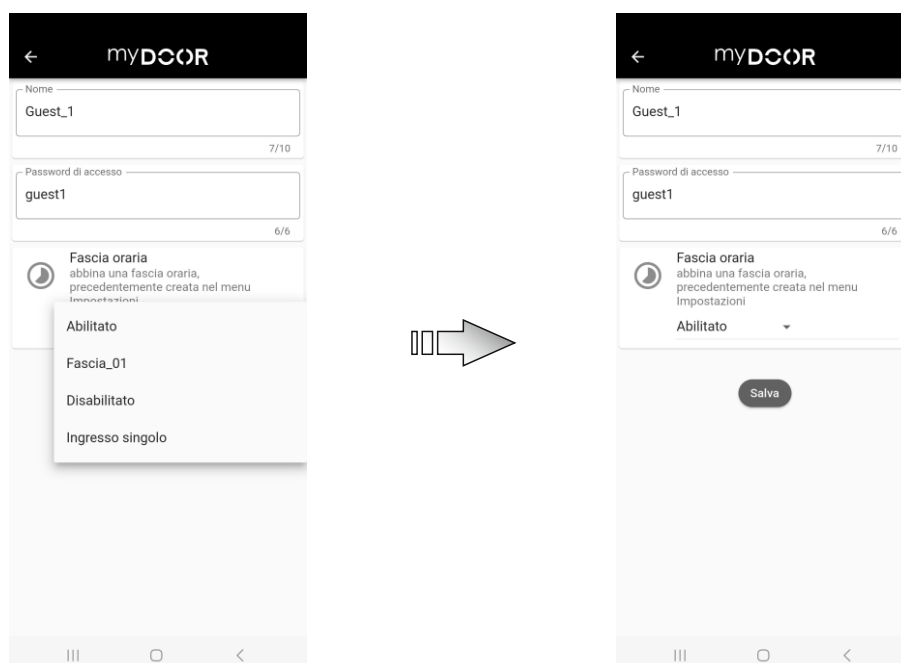 myDOOR
Nome
Guest_1
7/10
Password di accesso
guest1
6/6
Fascia oraria
abbina una fascia oraria,
precedentemente creata nel menu
Impostazioni
Abilitato
Fascia_01
Disabilitato
Ingresso singolo
myDOOR
Nome
Guest_1
7/10
Password di accesso
guest1
6/6
Fascia oraria
abbina una fascia oraria,
precedentemente creata nel menu
Impostazioni
Abilitato
Salva